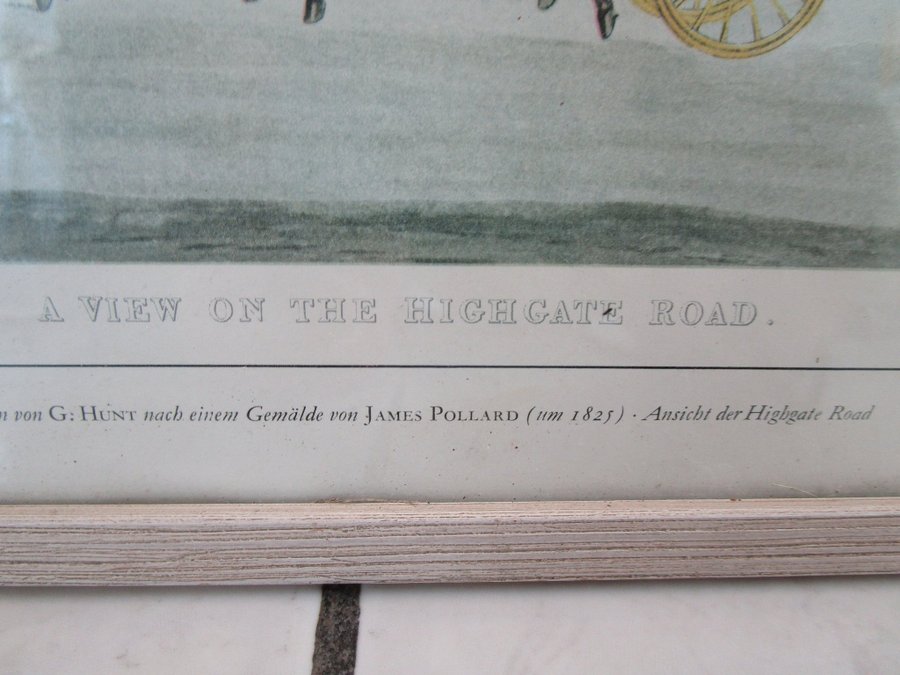 A VIEW ON THE HIGHGATE ROAD.
von G. HUNT nach einem Gemälde von JAMES POLLARD (um 1825) · Ansicht der Highgate Road